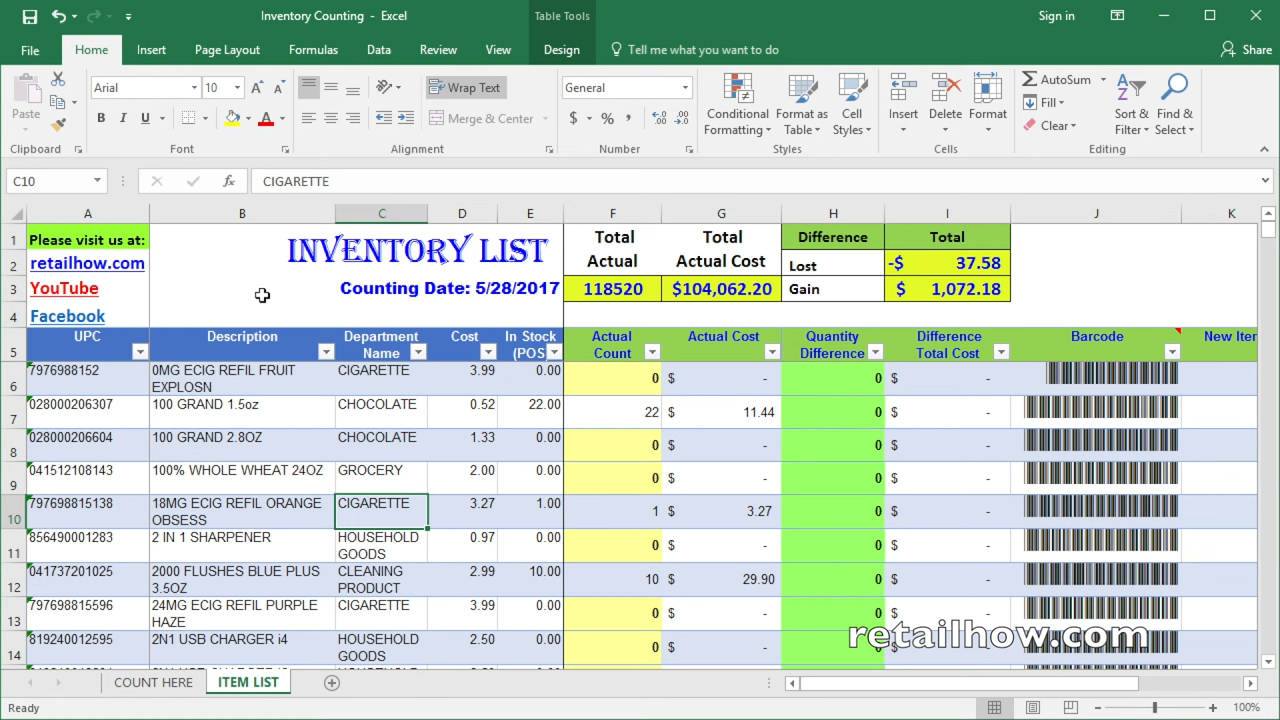 Inventory Counting - Excel
Table Tools
Sign in
File Home Insert Page Layout Formulas Data Review View Design Tell me what you want to do Share
Paste
Arial 10
B I U A
Wrap Text
Merge & Center
General
$ % ,
Conditional Formatting
Format as Table
Cell Styles
Insert Delete Format
AutoSum
Fill
Clear
Sort & Filter
Find & Select
Clipboard Font Alignment Number Styles Cells Editing
C10 fx CIGARETTE
A B C D E F G H I J K
1 Please visit us at: INVENTORY LIST Total Actual Total Actual Cost Difference Total
2 retailhow.com Lost -$ 37.58
3 YouTube Counting Date: 5/28/2017 118520 $104,062.20 Gain $ 1,072.18
4 Facebook
5 UPC Description Department Name Cost In Stock (POS Actual Count Actual Cost Quantity Difference Difference Total Cost Barcode New Iter
6 7976988152 0MG ECIG REFIL FRUIT EXPLOSN CIGARETTE 3.99 0.00 0 $ - 0 $ -
7 028000206307 100 GRAND 1.5oz CHOCOLATE 0.52 22.00 22 $ 11.44 0 $ -
8 028000206604 100 GRAND 2.8OZ CHOCOLATE 1.33 0.00 0 $ - 0 $ -
9 041512108143 100% WHOLE WHEAT 24OZ GROCERY 2.00 0.00 0 $ - 0 $ -
10 797698815138 18MG ECIG REFIL ORANGE OBSESS CIGARETTE 3.27 1.00 1 $ 3.27 0 $ -
11 856490001283 2 IN 1 SHARPENER HOUSEHOLD GOODS 0.97 0.00 0 $ - 0 $ -
12 041737201025 2000 FLUSHES BLUE PLUS 3.5OZ CLEANING PRODUCT 2.99 10.00 10 $ 29.90 0 $ -
13 797698815596 24MG ECIG REFIL PURPLE HAZE CIGARETTE 3.99 0.00 0 $ - 0 $ -
14 819240012595 2N1 USB CHARGER i4 HOUSEHOLD GOODS 2.50 0.00 0 $ - 0 $ -
retailhow.com
COUNT HERE ITEM LIST
Ready 100%